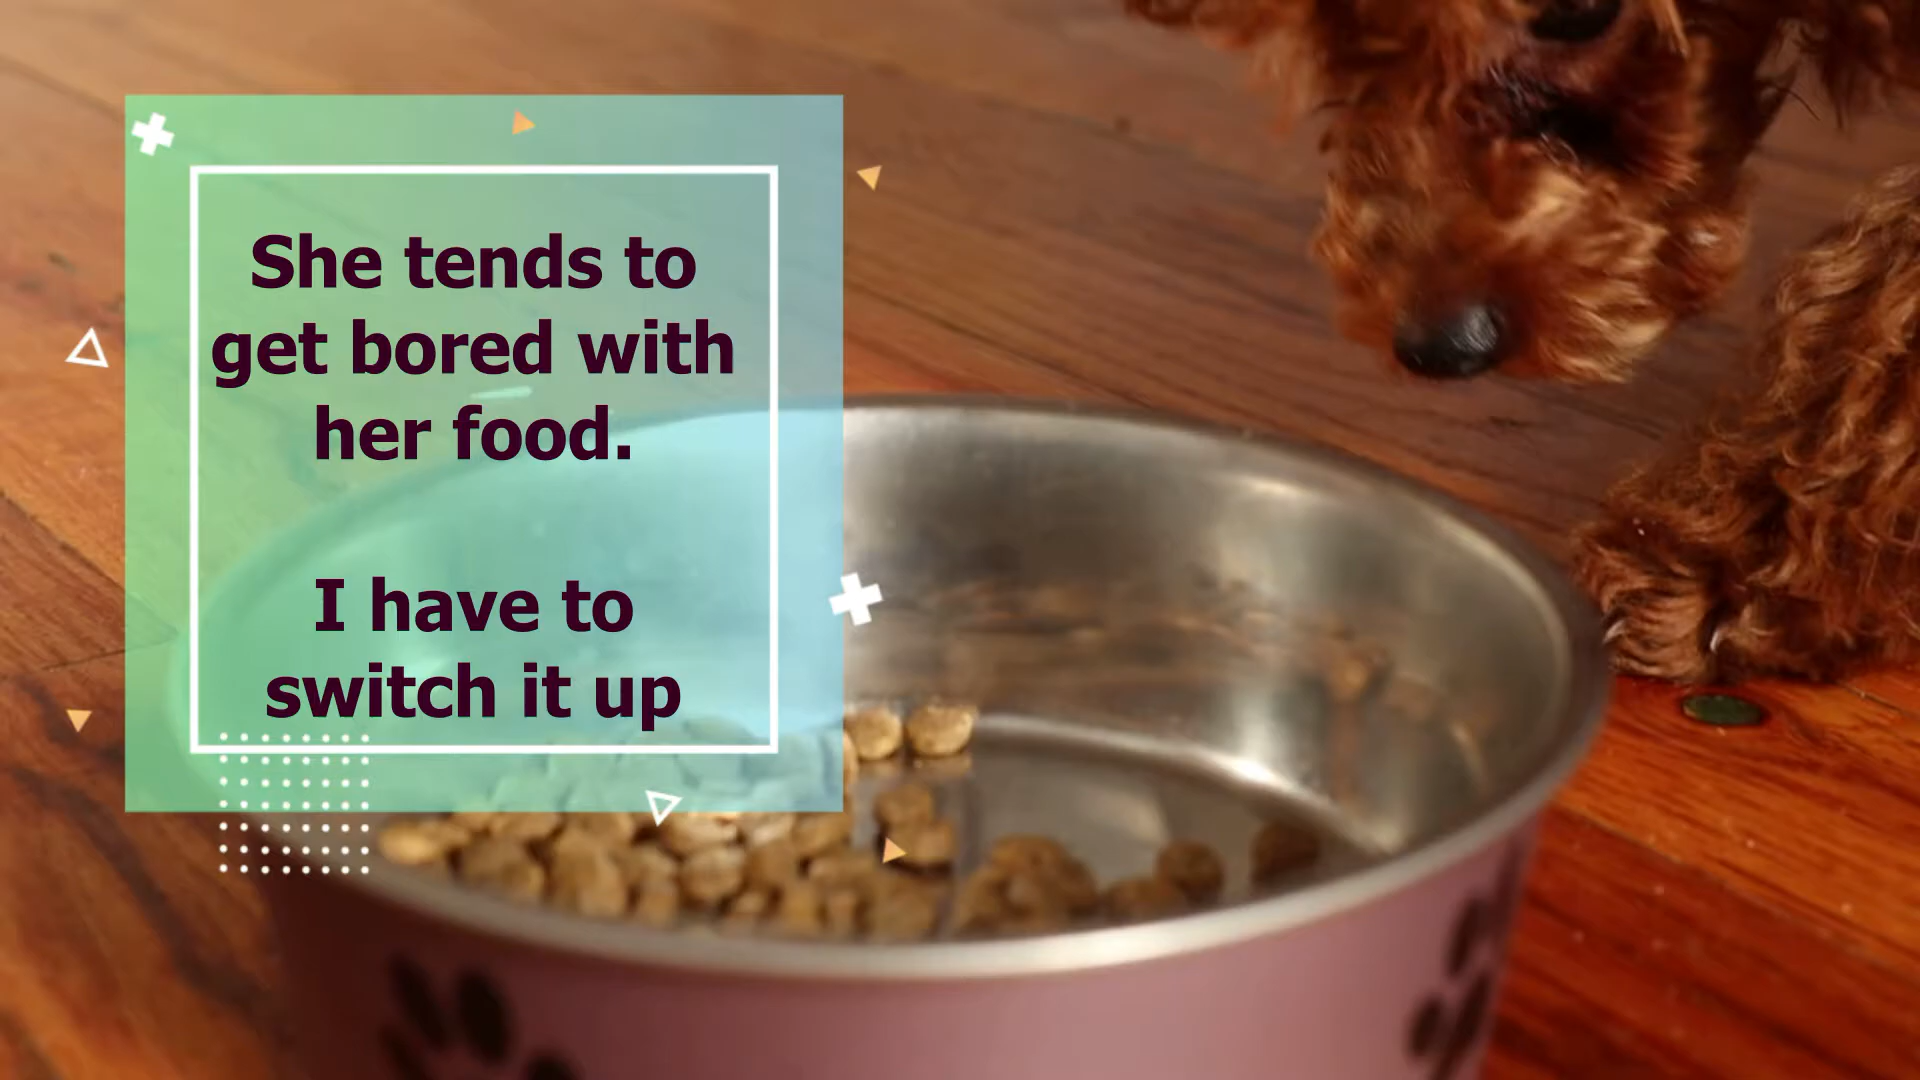 She tends to
get bored with
her food.
I have to
switch it up